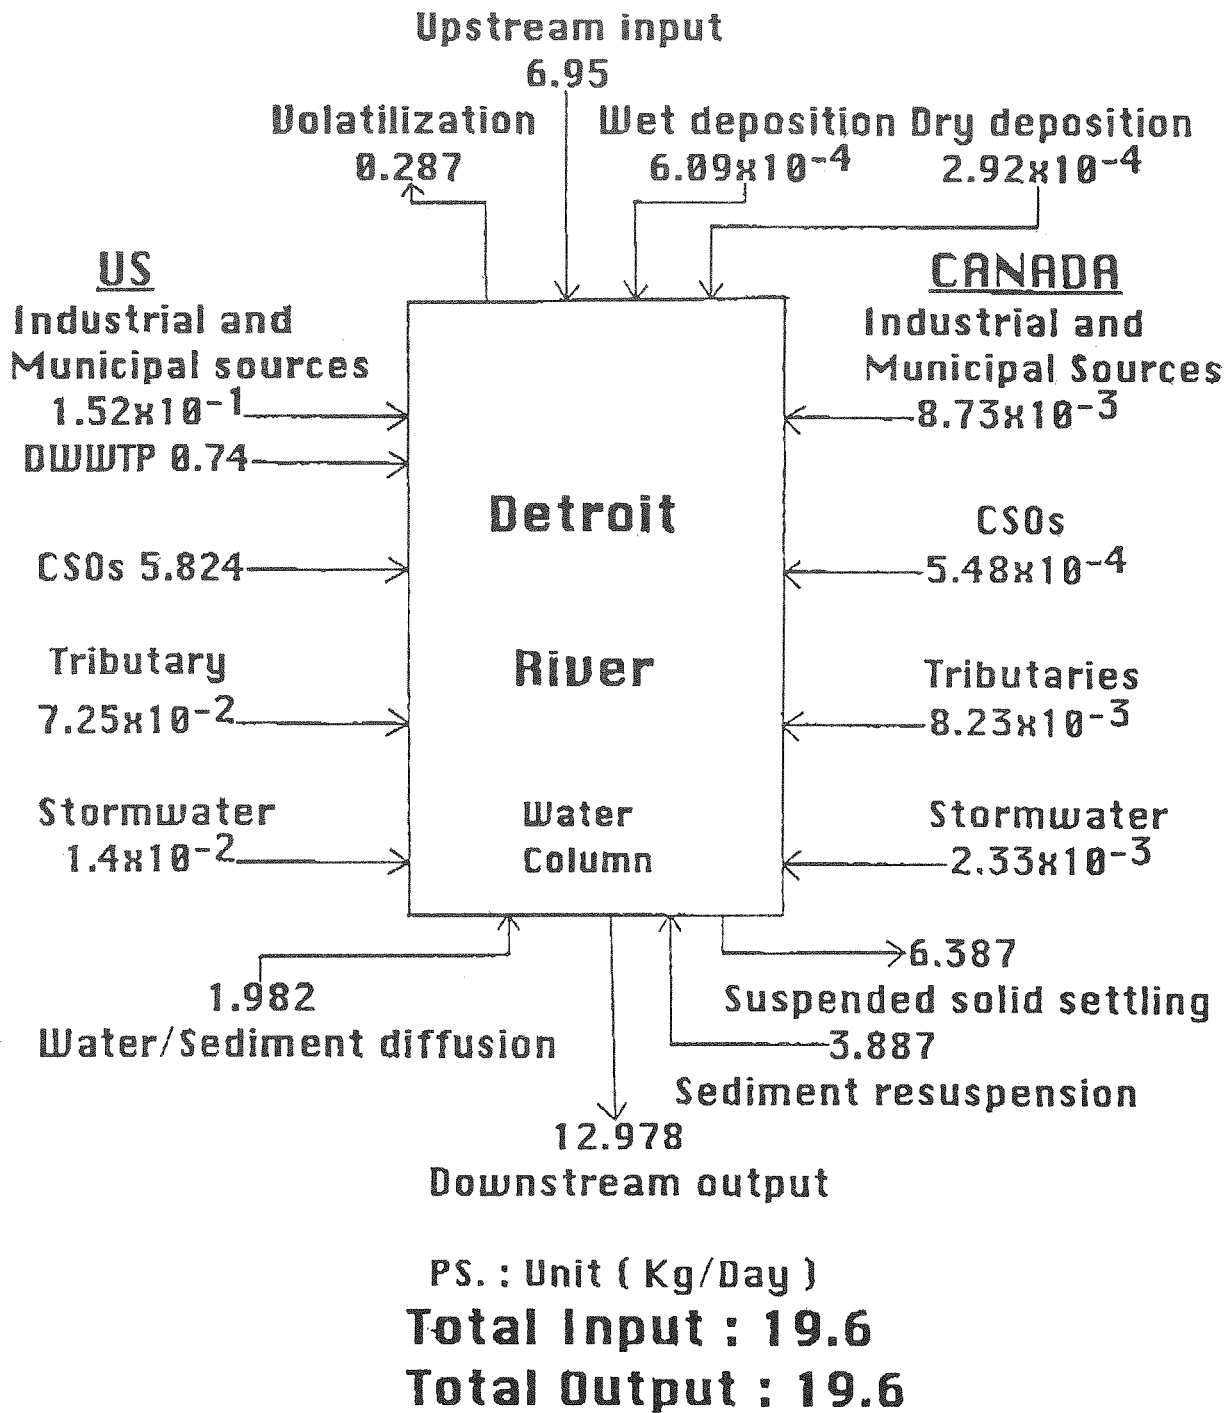 Upstream input
6.95
Volatilization
0.287
Wet deposition
6.09x10⁻⁴
Dry deposition
2.92x10⁻⁴
US
Industrial and
Municipal sources
1.52x10⁻¹
DWWTP 0.74
CSOs 5.824
Tributary
7.25x10⁻²
Stormwater
1.4x10⁻²
Detroit
River
Water
Column
CANADA
Industrial and
Municipal Sources
8.73x10⁻³
CSOs
5.48x10⁻⁴
Tributaries
8.23x10⁻³
Stormwater
2.33x10⁻³
1.982
Water/Sediment diffusion
6.387
Suspended solid settling
3.887
Sediment resuspension
12.978
Downstream output
PS. : Unit ( Kg/Day )
Total Input : 19.6
Total Output : 19.6